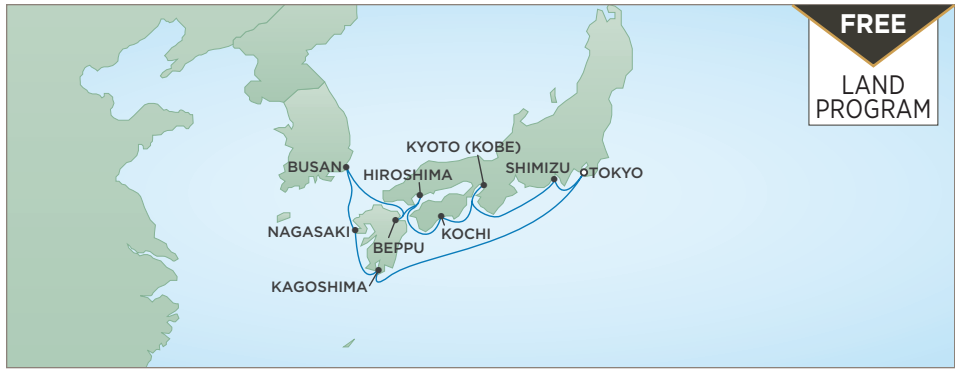 FREE
LAND
PROGRAM
KYOTO (KOBE)
BUSAN
HIROSHIMA
SHIMIZU
TOKYO
NAGASAKI
BEPPU
KOCHI
KAGOSHIMA